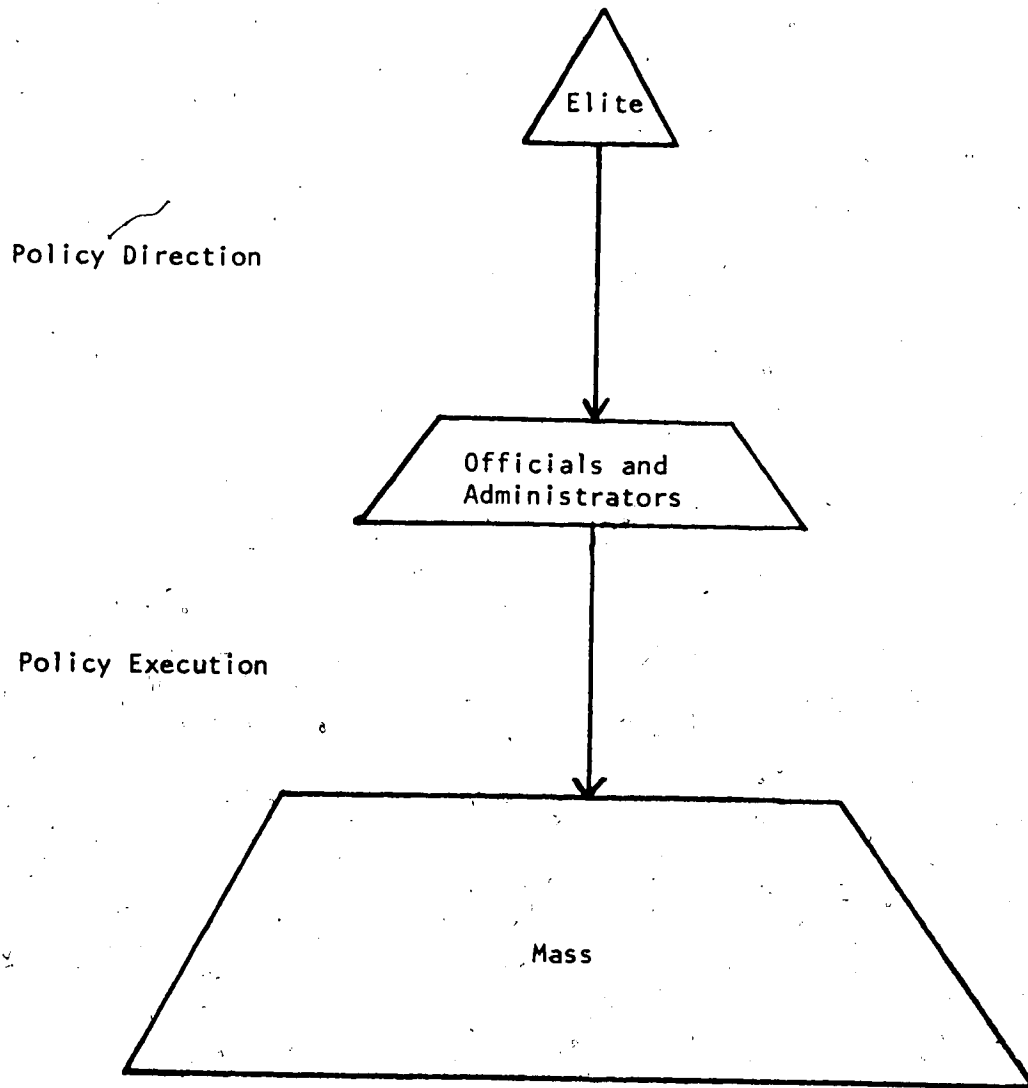 Elite
Policy Direction
Officials and
Administrators
Policy Execution
Mass